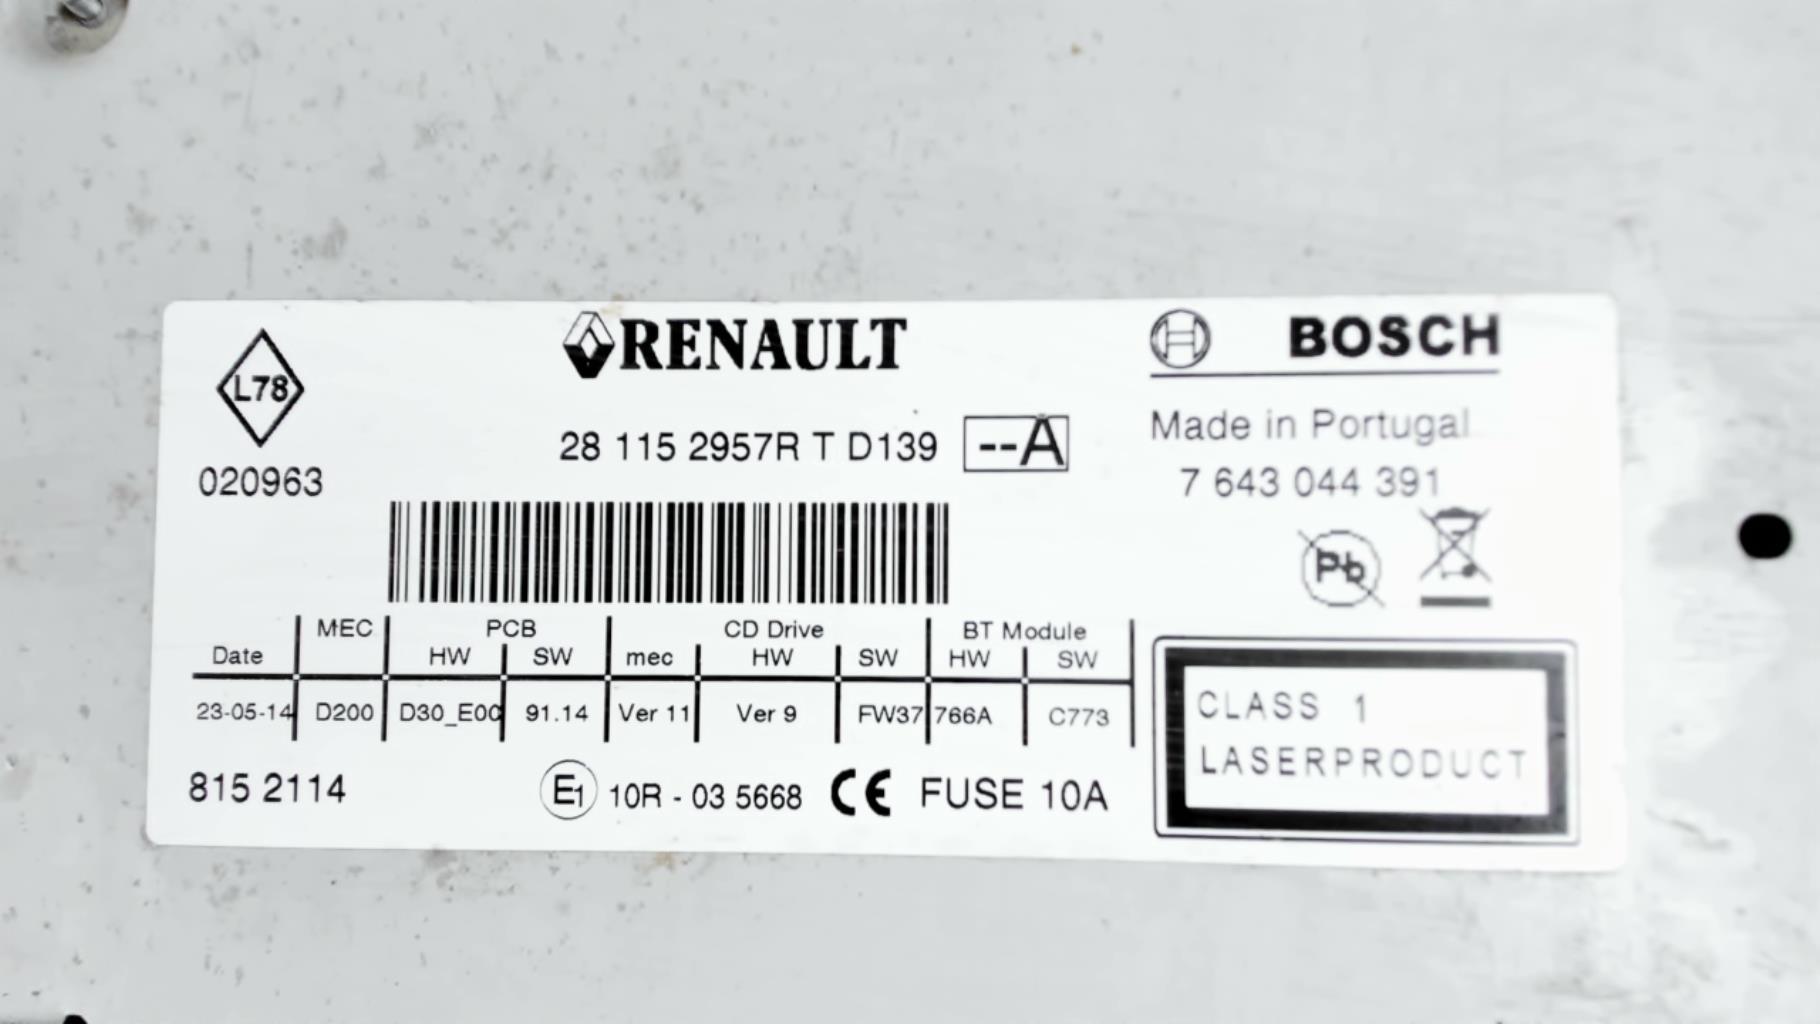 L78
020963
RENAULT
28 115 2957R T D139 --A
BOSCH
Made in Portugal
7 643 044 391
Pb
MEC PCB CD Drive BT Module
Date HW SW mec HW SW HW SW
23-05-14 D200 D30_E00 91.14 Ver 11 Ver 9 FW37 766A C773
815 2114
E1 10R - 03 5668 CE FUSE 10A
CLASS 1
LASERPRODUCT